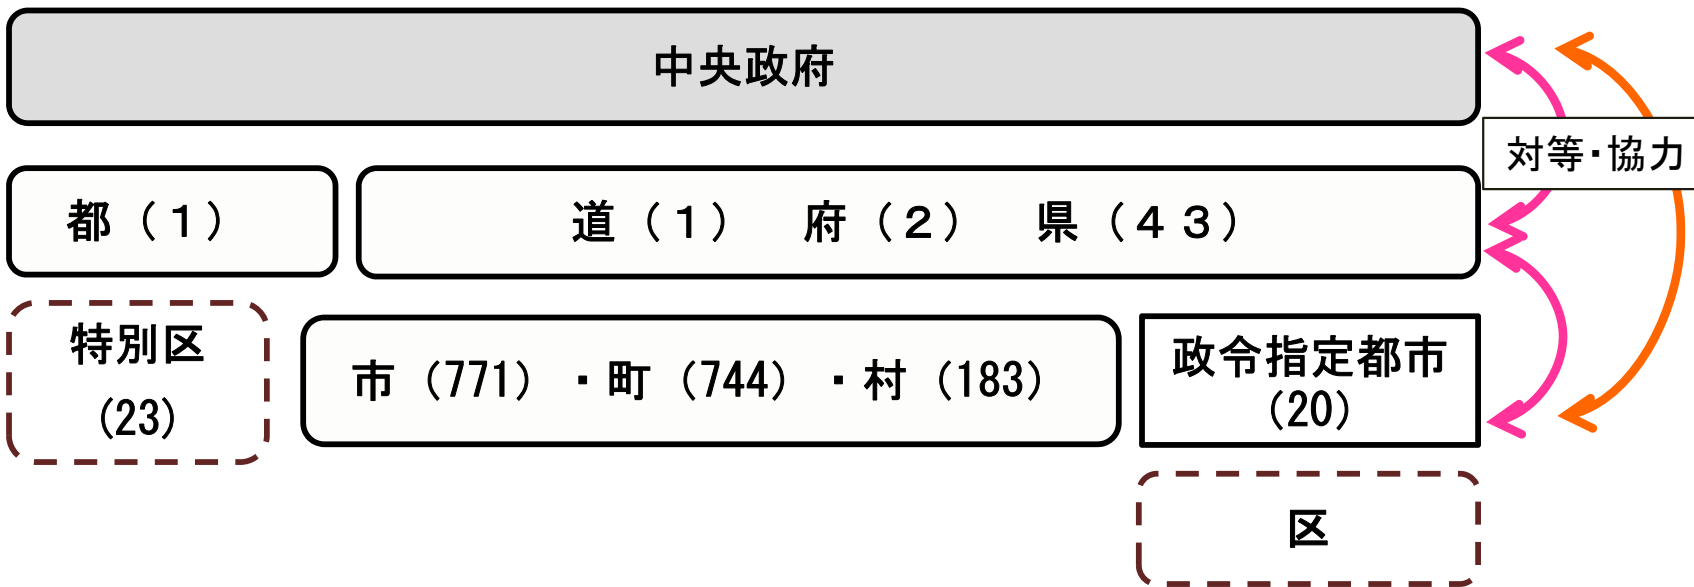 中央政府
対等・協力
都（１）
道（１）　府（２）　県（４３）
特別区
(23)
市（771）・町（744）・村（183）
政令指定都市
(20)
区